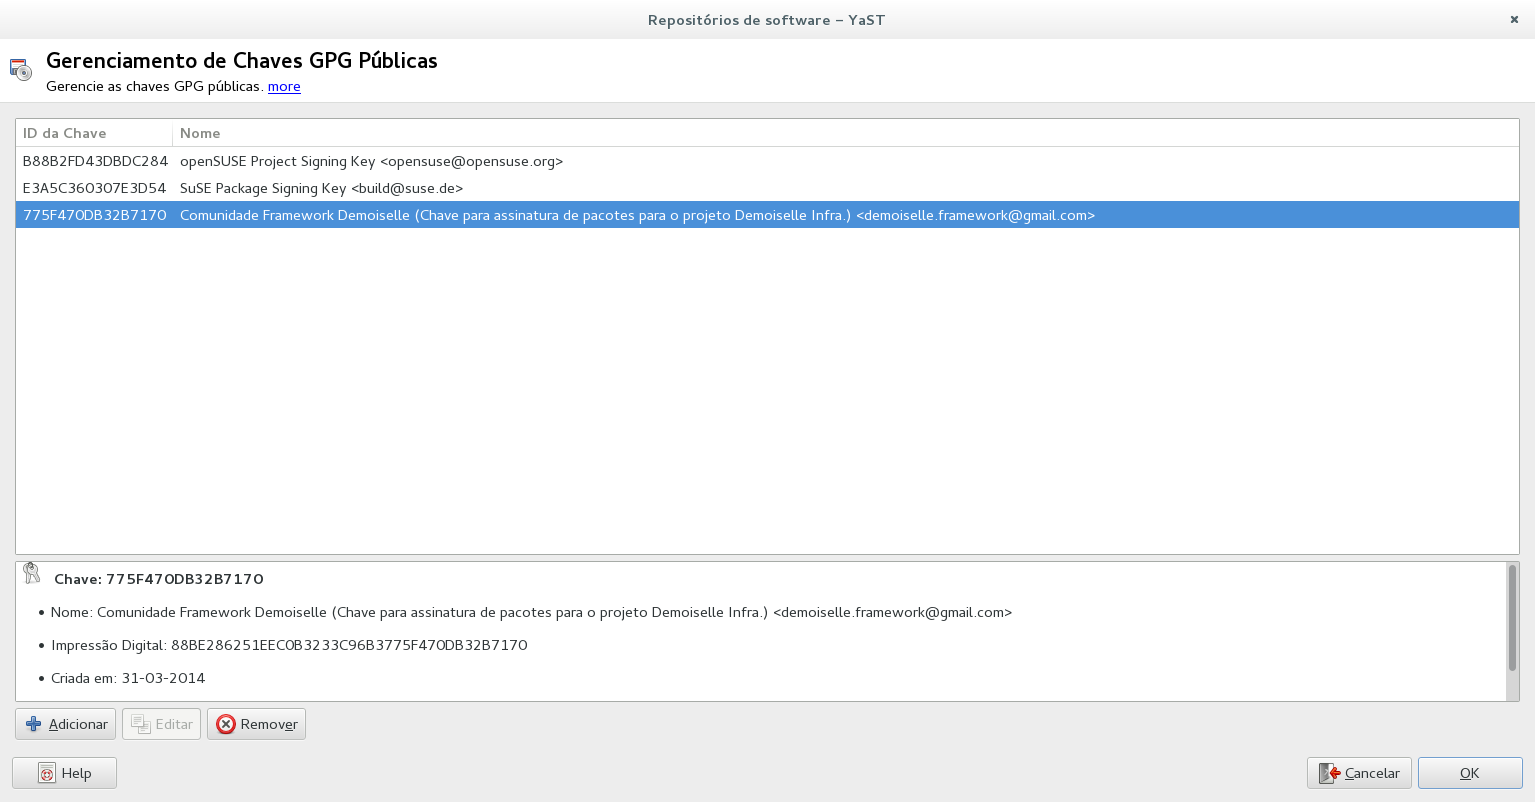 Repositórios de software – YaST
Gerenciamento de Chaves GPG Públicas
Gerencie as chaves GPG públicas. more
ID da Chave Nome
B88B2FD43DBDC284 openSUSE Project Signing Key <opensuse@opensuse.org>
E3A5C360307E3D54 SuSE Package Signing Key <build@suse.de>
775F470DB32B7170 Comunidade Framework Demoiselle (Chave para assinatura de pacotes para o projeto Demoiselle Infra.) <demoiselle.framework@gmail.com>
Chave: 775F470DB32B7170
• Nome: Comunidade Framework Demoiselle (Chave para assinatura de pacotes para o projeto Demoiselle Infra.) <demoiselle.framework@gmail.com>
• Impressão Digital: 88BE286251EEC0B3233C96B3775F470DB32B7170
• Criada em: 31-03-2014
Adicionar Editar Remover
Help Cancelar OK